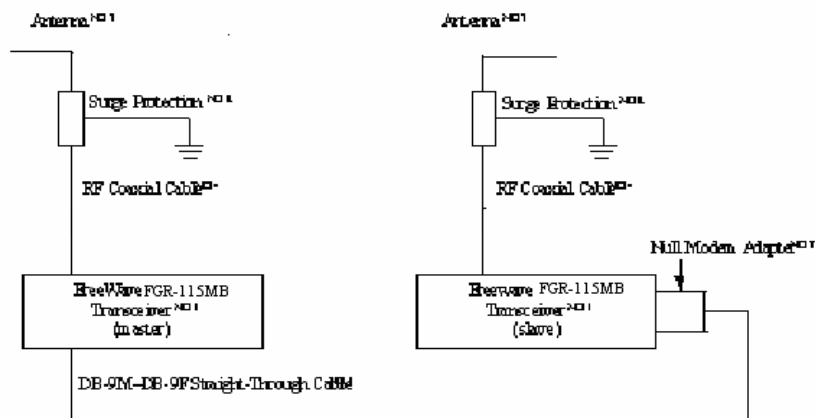 Antenna
Surge Protection
RF Coaxial Cable
FreeWave FGR-115MB
Transceiver
(master)
DB-9M-DB-9F Straight-Through Cable
Antenna
Surge Protection
RF Coaxial Cable
Null Modem Adapter
Freewave FGR-115MB
Transceiver
(slave)